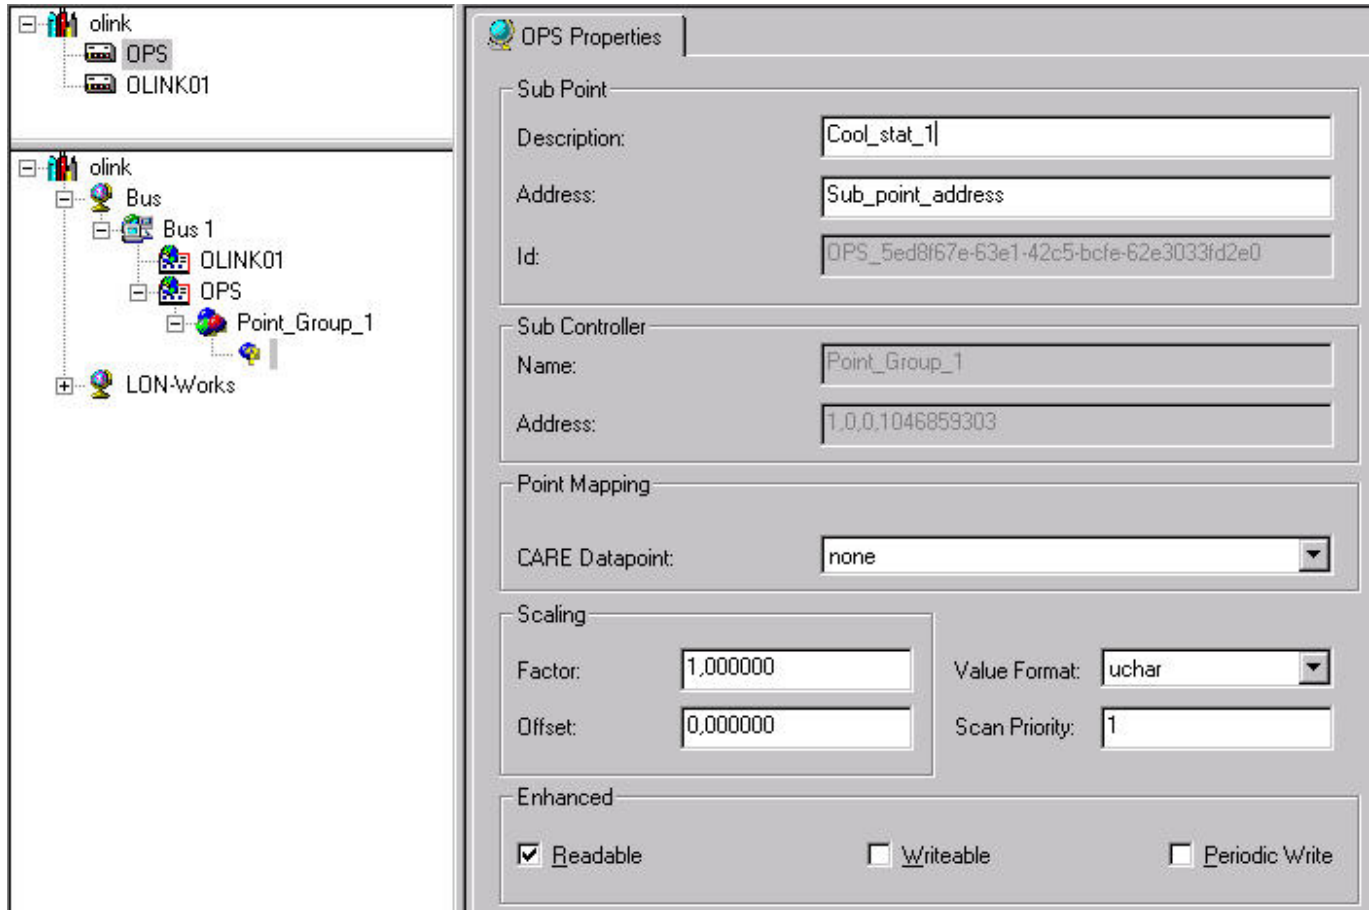 olink
OPS
OLINK01
olink
Bus
Bus 1
OLINK01
OPS
Point_Group_1
LON-Works
OPS Properties
Sub Point
Description: Cool_stat_1
Address: Sub_point_address
Id: OPS_5ed8f67e-63e1-42c5-bcfe-62e3033fd2e0
Sub Controller
Name: Point_Group_1
Address: 1,0,0,1046859303
Point Mapping
CARE Datapoint: none
Scaling
Factor: 1,000000 Value Format: uchar
Offset: 0,000000 Scan Priority: 1
Enhanced
Readable Writeable Periodic Write